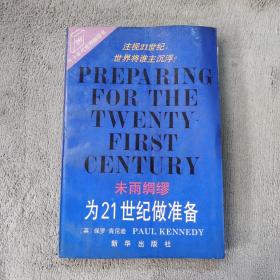 注视21世纪
世界将谁主沉浮?
PREPARING
FOR THE
TWENTY-
FIRST
CENTURY
未雨绸缪
为21世纪做准备
[英] 保罗·肯尼迪 PAUL KENNEDY
新华出版社